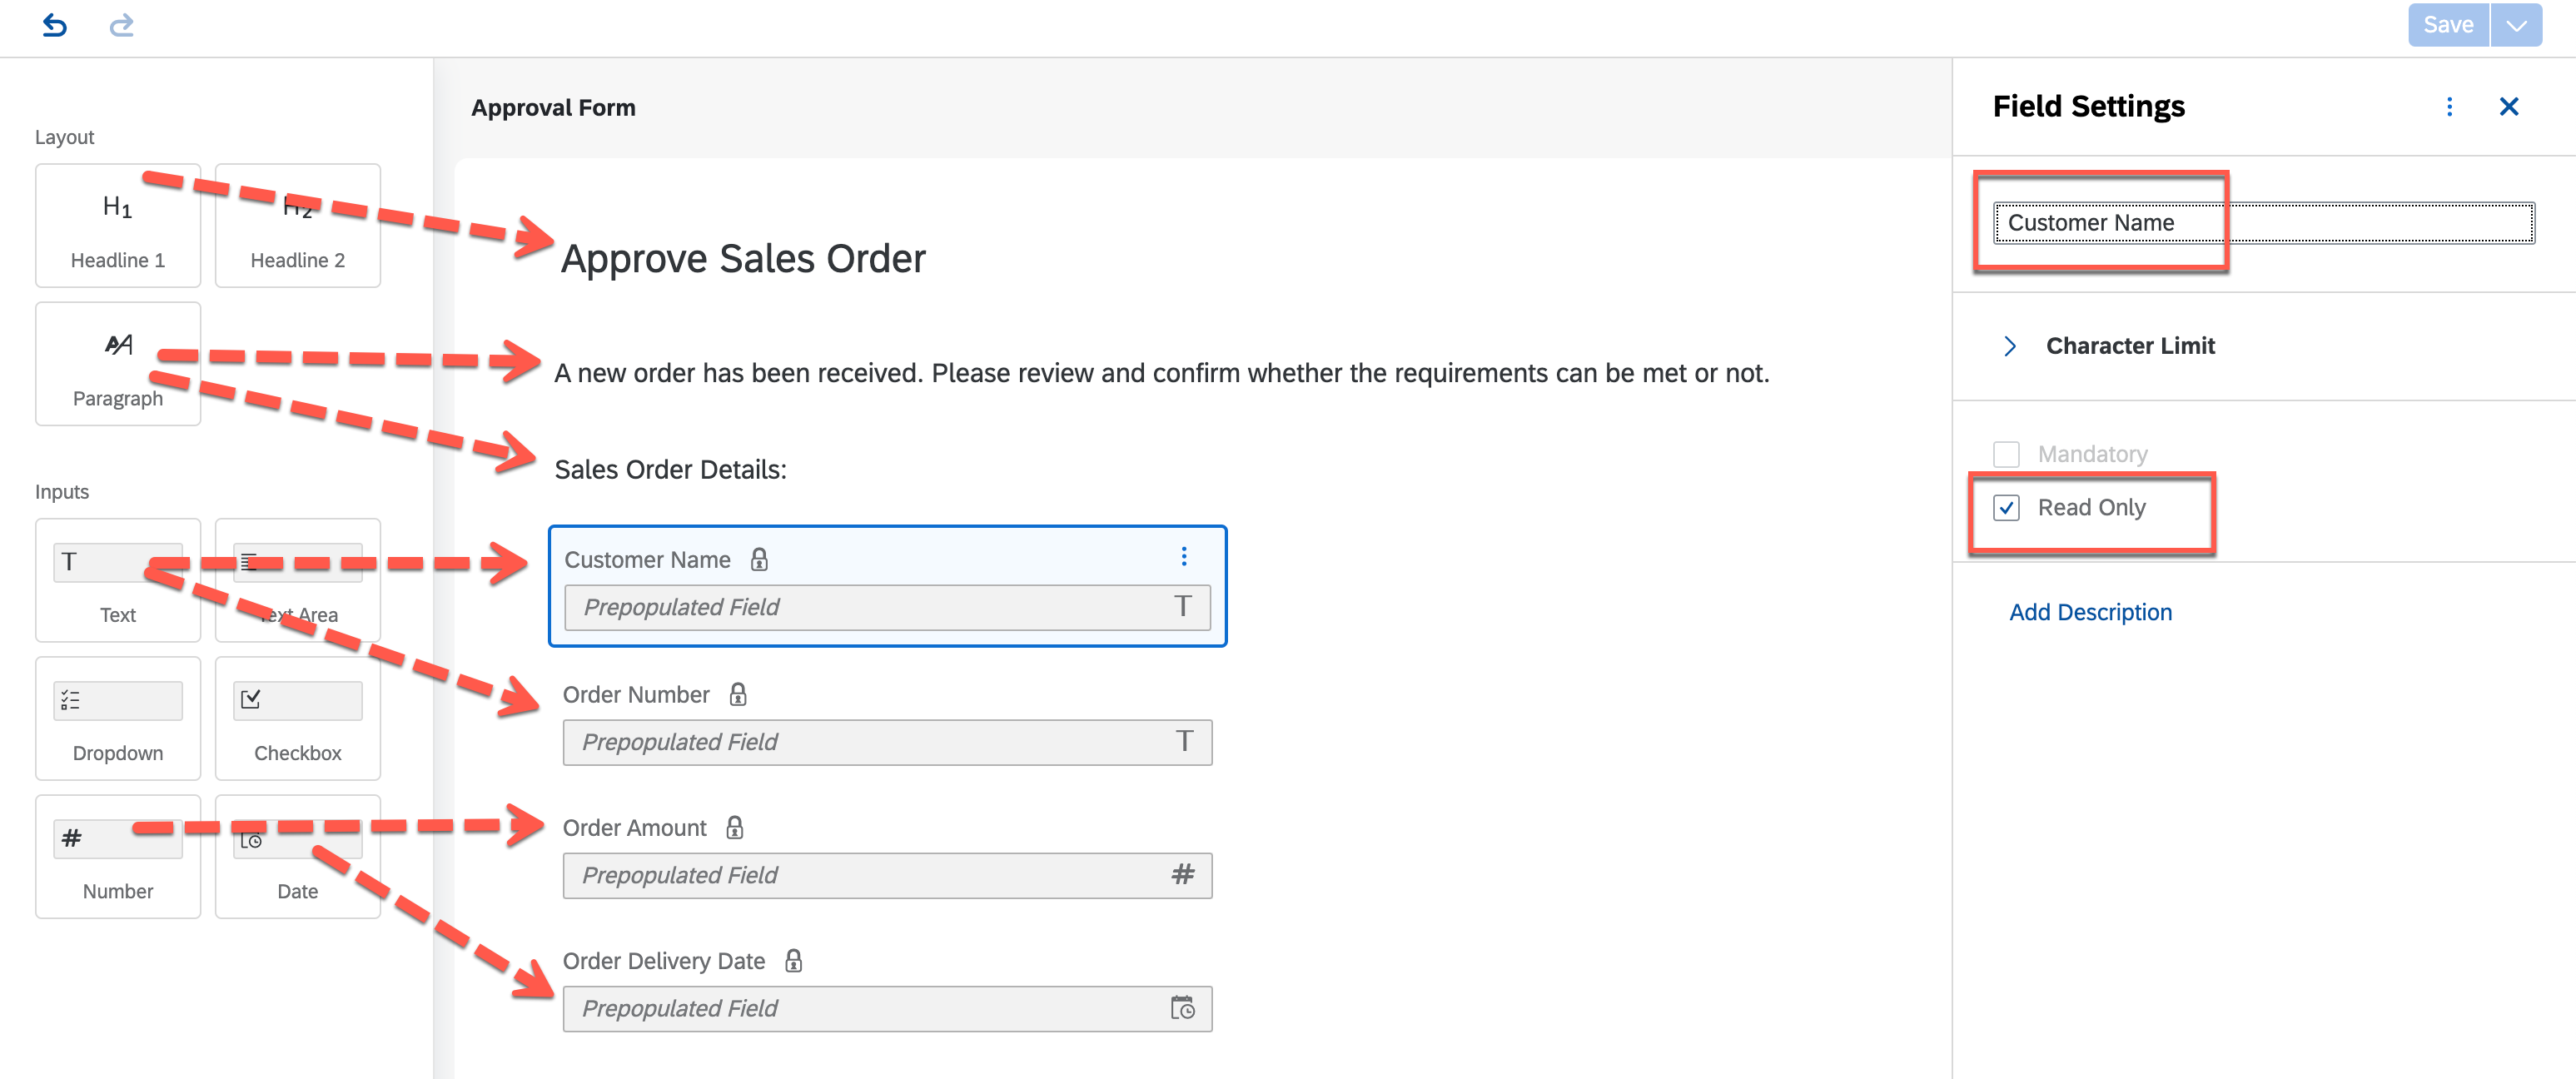 Save
Layout
H1
Headline 1
H2
Headline 2
AA
Paragraph
Inputs
T
Text
Text Area
Dropdown
Checkbox
#
Number
Date
Approval Form
Approve Sales Order
A new order has been received. Please review and confirm whether the requirements can be met or not.
Sales Order Details:
Customer Name
Prepopulated Field T
Order Number
Prepopulated Field T
Order Amount
Prepopulated Field #
Order Delivery Date
Prepopulated Field
Field Settings
Customer Name
Character Limit
Mandatory
Read Only
Add Description